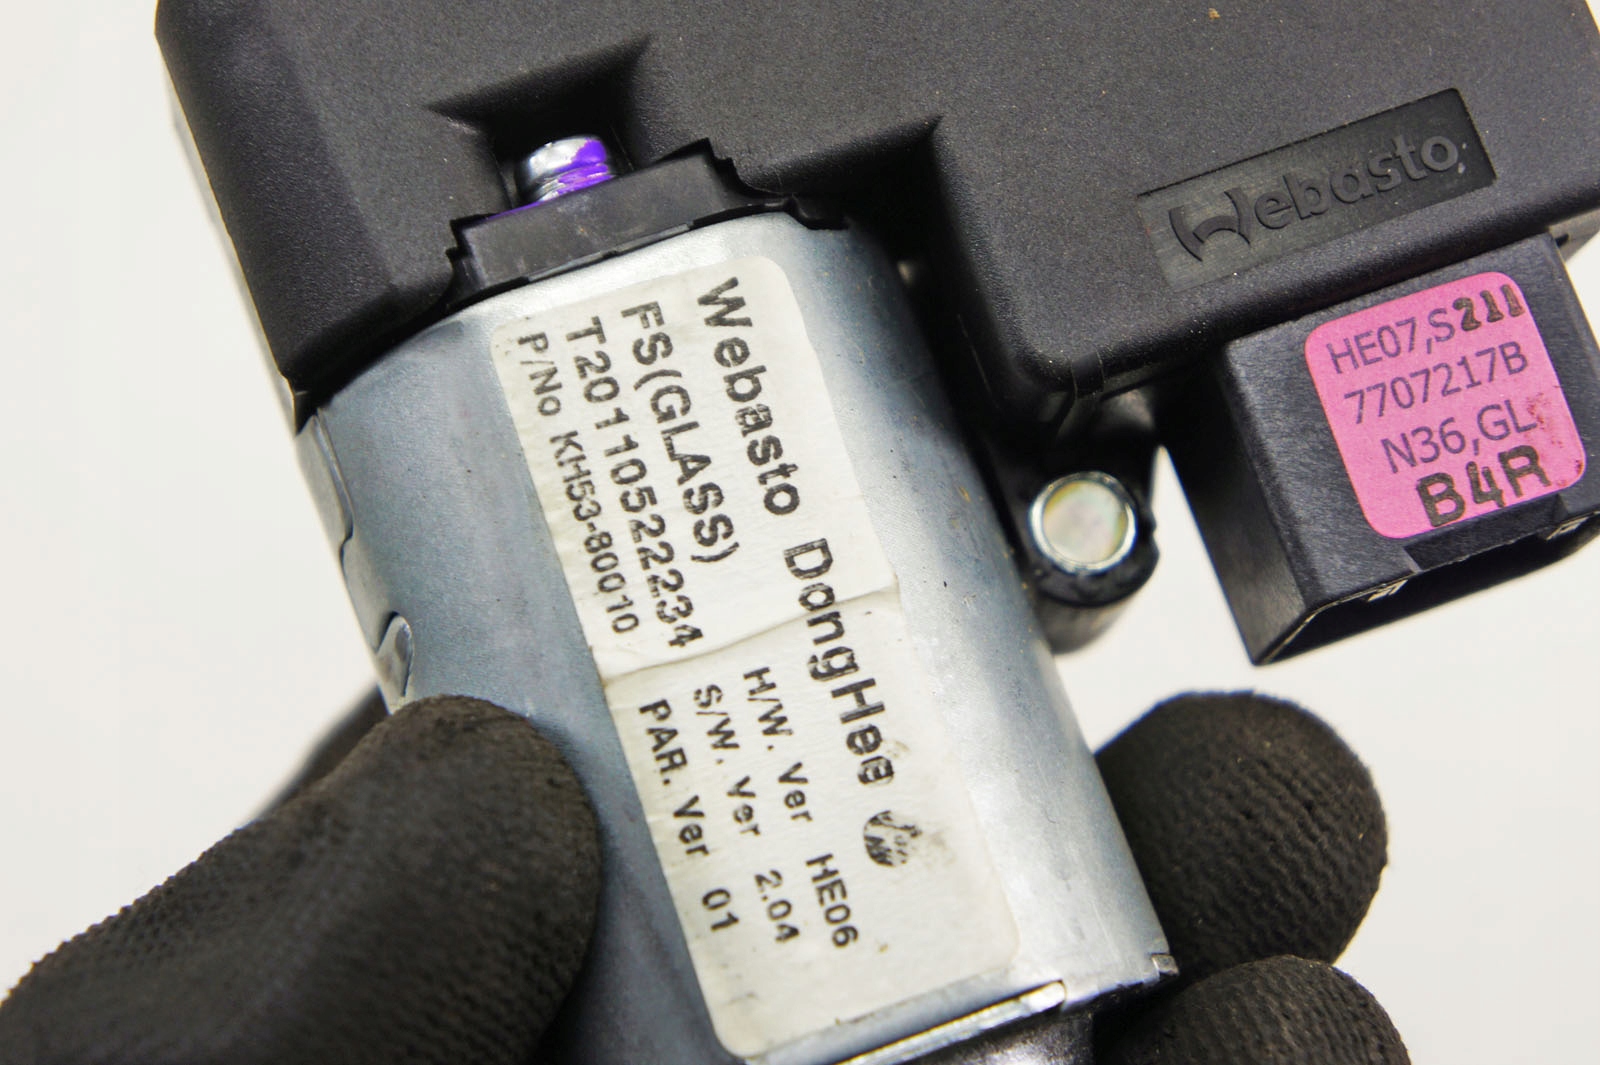 Webasto
Webasto DongHee
FS(GLASS)
T20110522234
P/No KH53-80010
H/W. Ver HE06
S/W. Ver 2.04
PAR. Ver 01
HE07,S211
7707217B
N36,GL
B4R